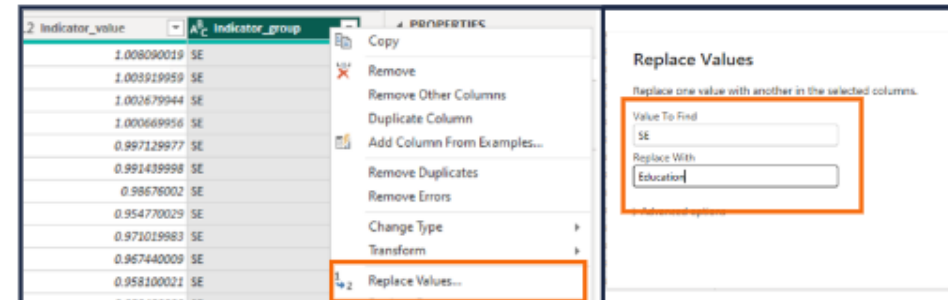 .2 Indicator_value
ABC Indicator_group
PROPERTIES
1.008090019 SE
1.003919959 SE
1.002679944 SE
1.000669956 SE
0.997129977 SE
0.991439998 SE
0.98676002 SE
0.954770029 SE
0.971019983 SE
0.967440009 SE
0.958100021 SE
Copy
Remove
Remove Other Columns
Duplicate Column
Add Column From Examples...
Remove Duplicates
Remove Errors
Change Type
Transform
1 2 Replace Values...
Replace Values
Replace one value with another in the selected columns.
Value To Find
SE
Replace With
Education
Advanced options